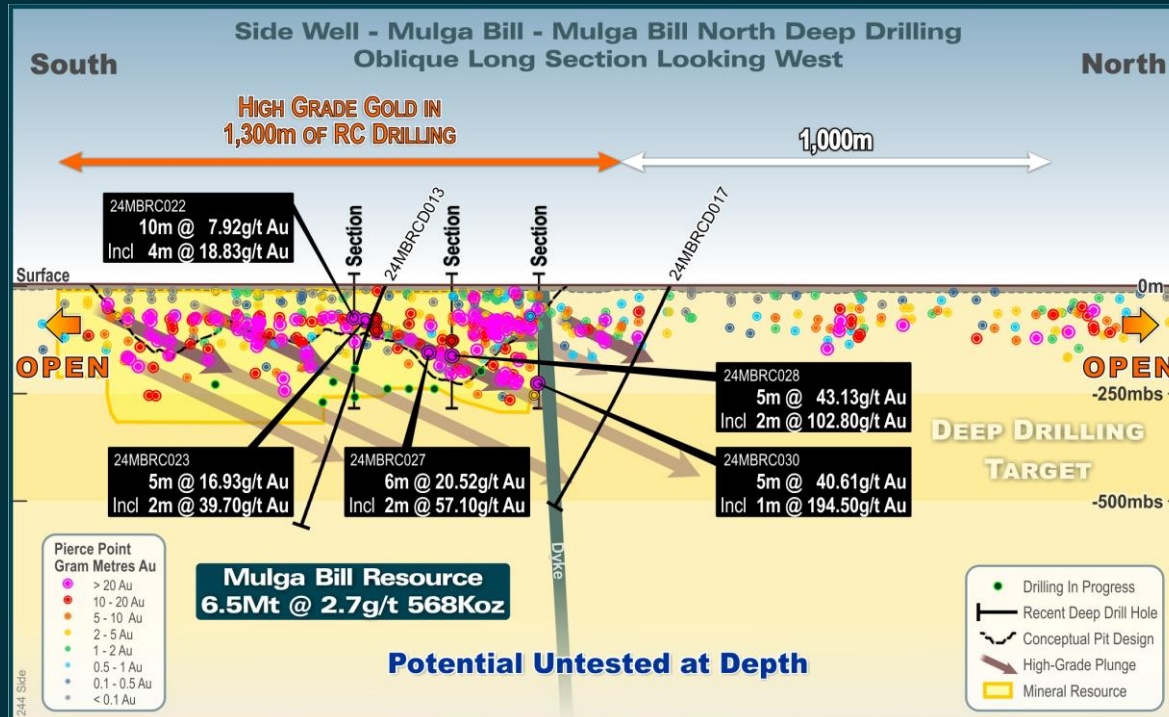 Side Well - Mulga Bill - Mulga Bill North Deep Drilling
Oblique Long Section Looking West
South
North
HIGH GRADE GOLD IN
1,300m OF RC DRILLING
1,000m
24MBRC022
10m @ 7.92g/t Au
Incl 4m @ 18.83g/t Au
Section
24MBRCD013
Section
Section
24MBRCD017
Surface
0m
OPEN
OPEN
-250mbs
24MBRC028
5m @ 43.13g/t Au
Incl 2m @ 102.80g/t Au
DEEP DRILLING
TARGET
24MBRC023
5m @ 16.93g/t Au
Incl 2m @ 39.70g/t Au
24MBRC027
6m @ 20.52g/t Au
Incl 2m @ 57.10g/t Au
24MBRC030
5m @ 40.61g/t Au
Incl 1m @ 194.50g/t Au
-500mbs
Dyke
Mulga Bill Resource
6.5Mt @ 2.7g/t 568Koz
Potential Untested at Depth
Pierce Point
Gram Metres Au
> 20 Au
10 - 20 Au
5 - 10 Au
2 - 5 Au
1 - 2 Au
0.5 - 1 Au
0.1 - 0.5 Au
< 0.1 Au
244 Side
Drilling In Progress
Recent Deep Drill Hole
Conceptual Pit Design
High-Grade Plunge
Mineral Resource